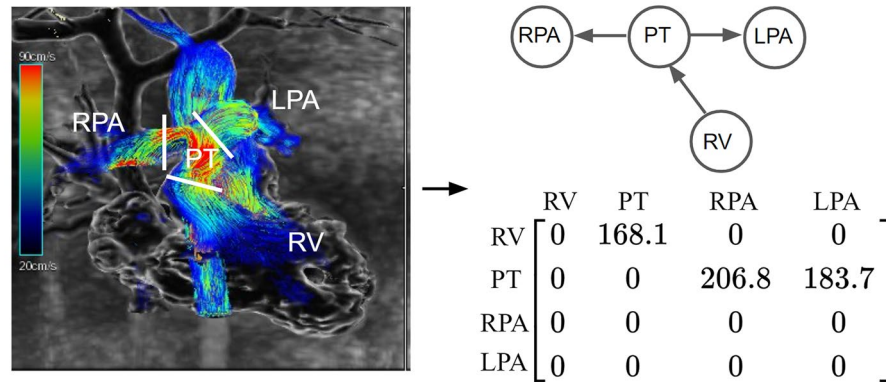 90cm/s
RPA
LPA
PT
RV
20cm/s
RPA PT LPA
RV
RV PT RPA LPA
RV 0 168.1 0 0
PT 0 0 206.8 183.7
RPA 0 0 0 0
LPA 0 0 0 0